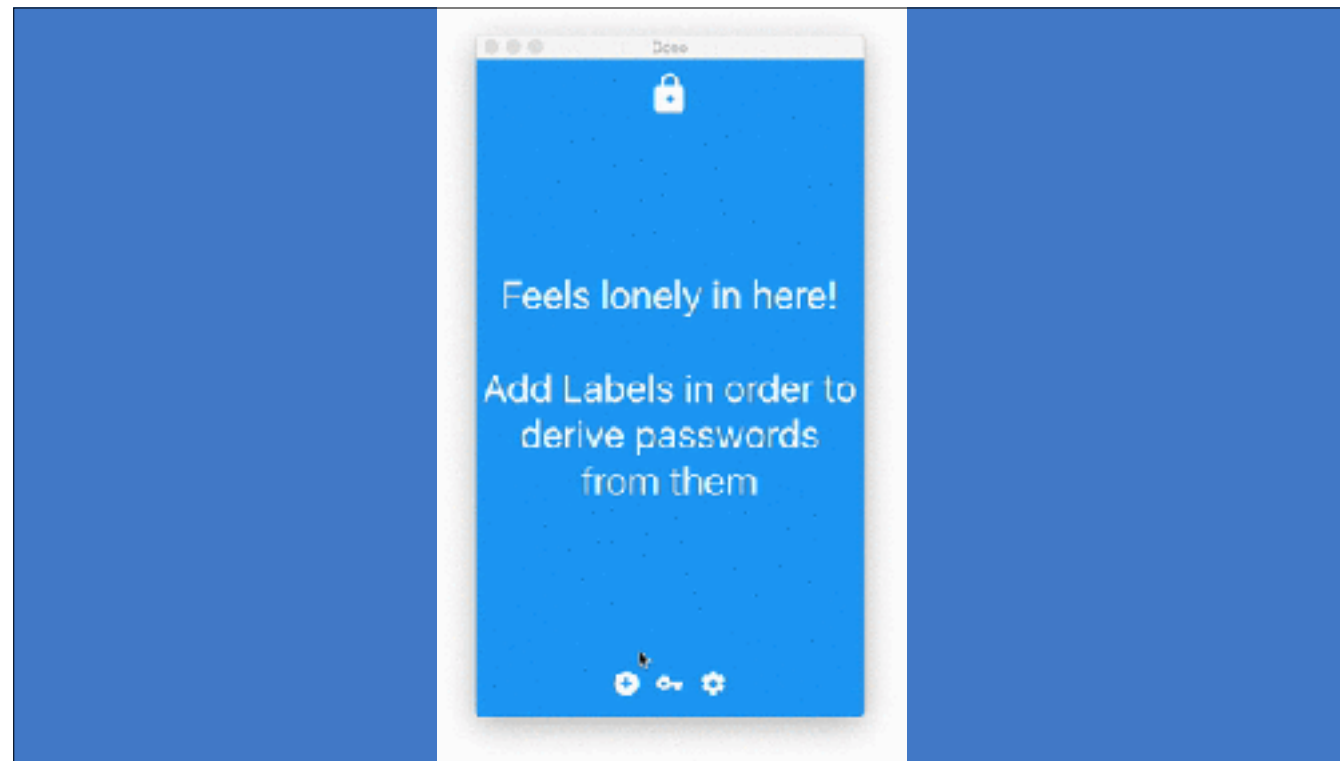 Feels lonely in here!
Add Labels in order to
derive passwords
from them